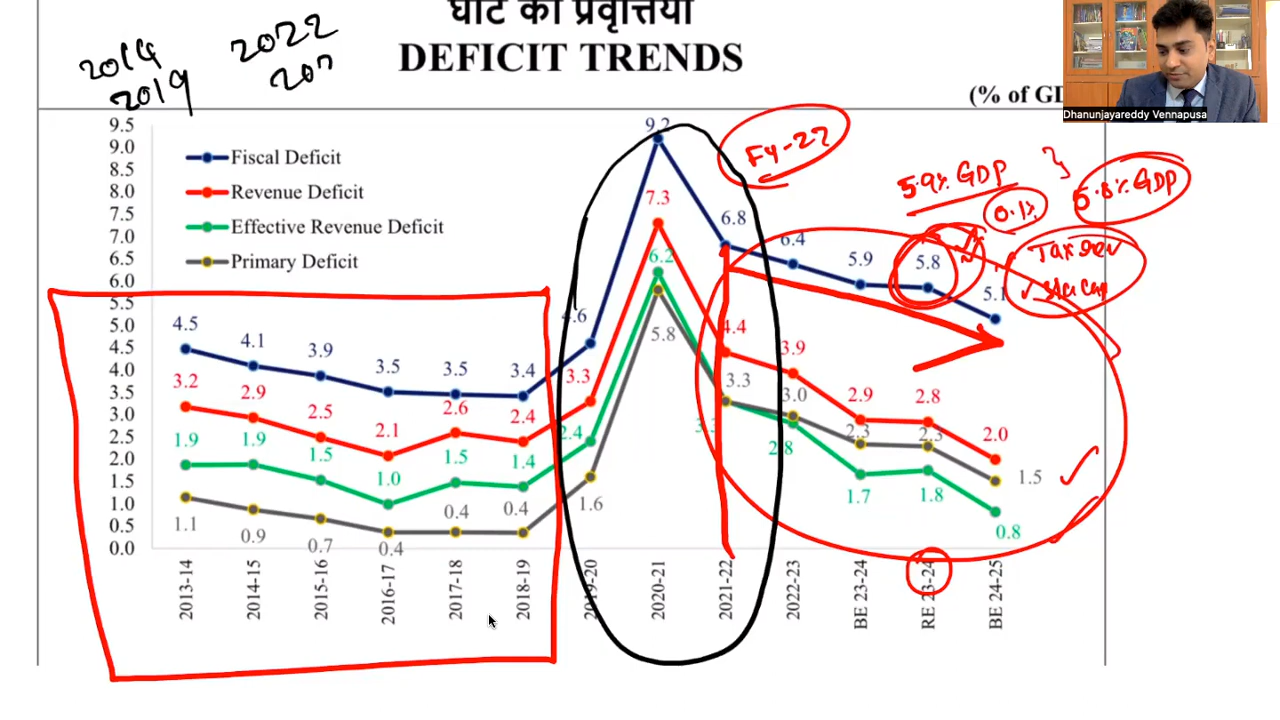 घाटे की प्रवृत्तियां
DEFICIT TRENDS
(% of GD
Dhanunjayareddy Vennapusa
2014
2019
2022
202
9.5
9.0
8.5
8.0
7.5
7.0
6.5
6.0
5.5
5.0
4.5
4.0
3.5
3.0
2.5
2.0
1.5
1.0
0.5
0.0
Fiscal Deficit
Revenue Deficit
Effective Revenue Deficit
Primary Deficit
4.5 4.1 3.9 3.5 3.5 3.4 4.6 9.2 6.8 6.4 5.9 5.8 5.1
3.2 2.9 2.5 2.1 2.6 2.4 3.3 7.3 4.4 3.9 2.9 2.8 2.0
1.9 1.9 1.5 1.0 1.5 1.4 2.4 6.2 3.3 2.8 1.7 1.8 0.8
1.1 0.9 0.7 0.4 0.4 0.4 1.6 5.8 3.3 3.0 2.3 2.3 1.5
5.9% GDP
0.1%
5.8% GDP
Tax rev
2013-14
2014-15
2015-16
2016-17
2017-18
2018-19
2019-20
2020-21
2021-22
2022-23
BE 23-24
RE 23-24
BE 24-25